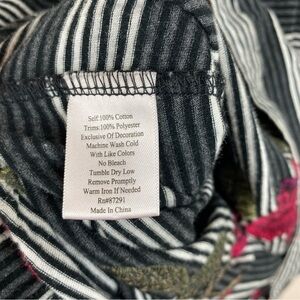 Self:100% Cotton
Trims:100% Polyester
Exclusive Of Decoration
Machine Wash Cold
With Like Colors
No Bleach
Tumble Dry Low
Remove Promptly
Warm Iron If Needed
Rn#87291
Made In China